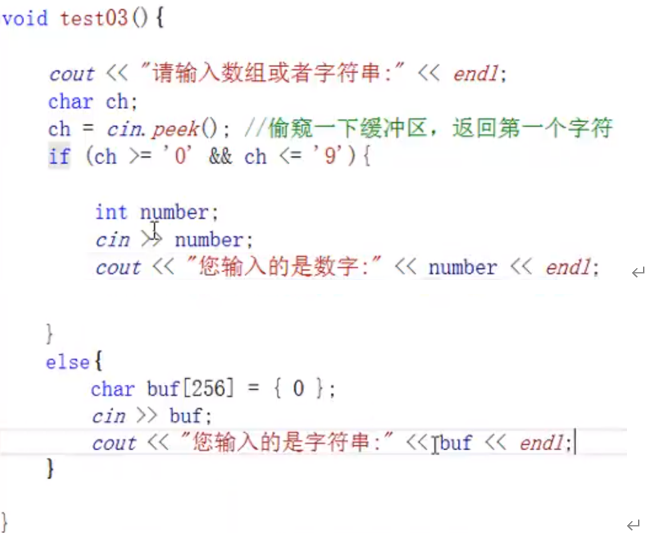 void test03(){
cout << "请输入数组或者字符串:" << endl;
char ch;
ch = cin.peek(); //偷窥一下缓冲区，返回第一个字符
if (ch >= '0' && ch <= '9'){
int number;
cin >> number;
cout << "您输入的是数字:" << number << endl;
}
else{
char buf[256] = { 0 };
cin >> buf;
cout << "您输入的是字符串:" << buf << endl;
}
}